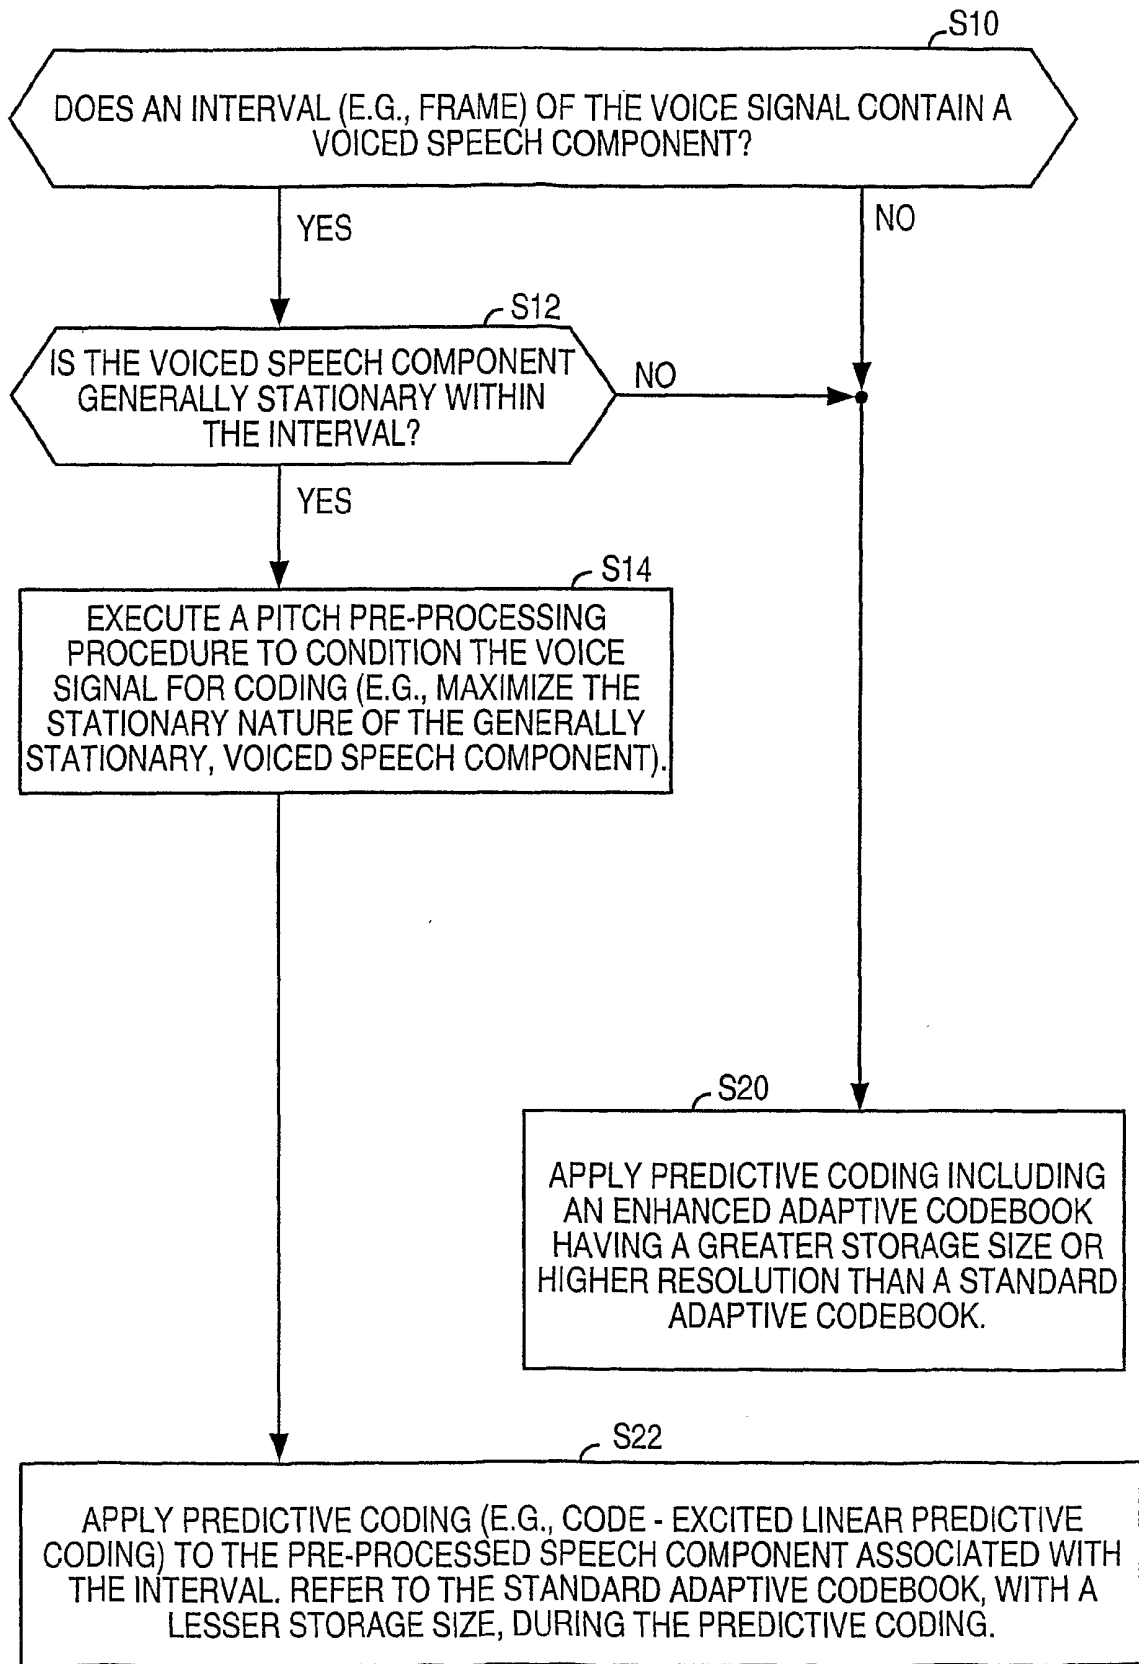 S10
DOES AN INTERVAL (E.G., FRAME) OF THE VOICE SIGNAL CONTAIN A
VOICED SPEECH COMPONENT?
YES
NO
S12
IS THE VOICED SPEECH COMPONENT
GENERALLY STATIONARY WITHIN
THE INTERVAL?
NO
YES
S14
EXECUTE A PITCH PRE-PROCESSING
PROCEDURE TO CONDITION THE VOICE
SIGNAL FOR CODING (E.G., MAXIMIZE THE
STATIONARY NATURE OF THE GENERALLY
STATIONARY, VOICED SPEECH COMPONENT).
S20
APPLY PREDICTIVE CODING INCLUDING
AN ENHANCED ADAPTIVE CODEBOOK
HAVING A GREATER STORAGE SIZE OR
HIGHER RESOLUTION THAN A STANDARD
ADAPTIVE CODEBOOK.
S22
APPLY PREDICTIVE CODING (E.G., CODE - EXCITED LINEAR PREDICTIVE
CODING) TO THE PRE-PROCESSED SPEECH COMPONENT ASSOCIATED WITH
THE INTERVAL. REFER TO THE STANDARD ADAPTIVE CODEBOOK, WITH A
LESSER STORAGE SIZE, DURING THE PREDICTIVE CODING.